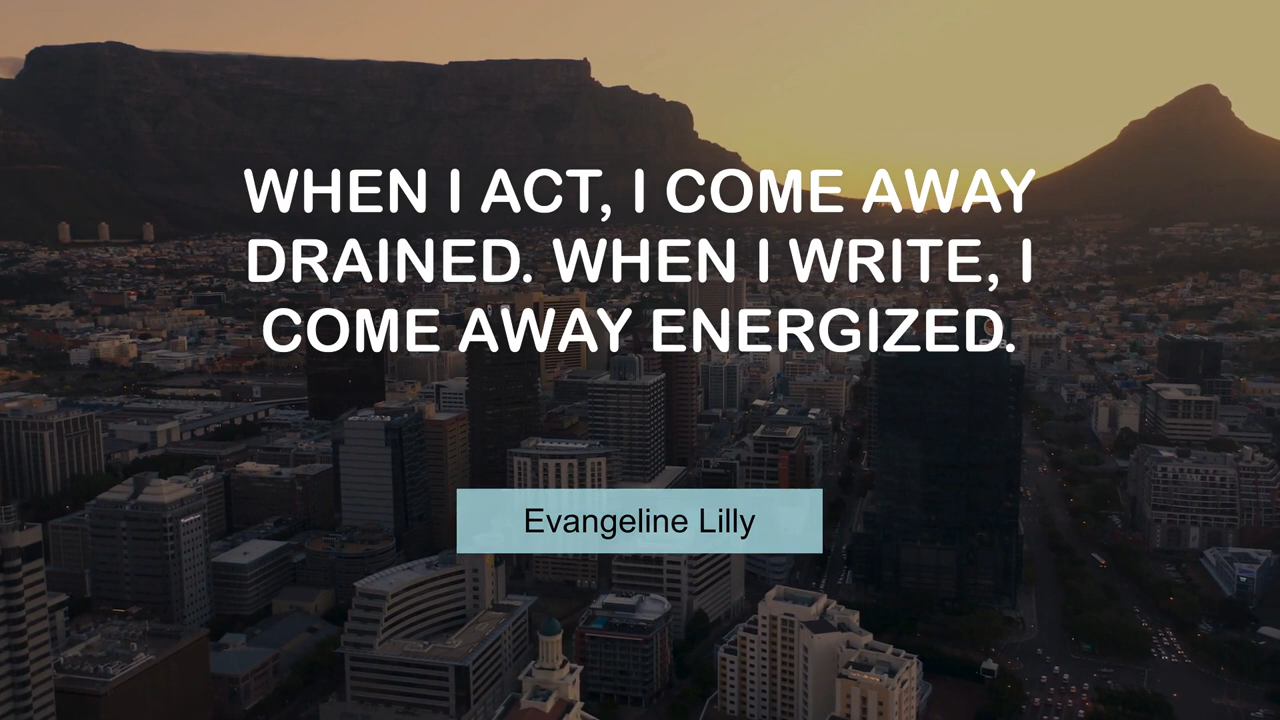 WHEN I ACT, I COME AWAY
DRAINED. WHEN I WRITE, I
COME AWAY ENERGIZED.
Evangeline Lilly